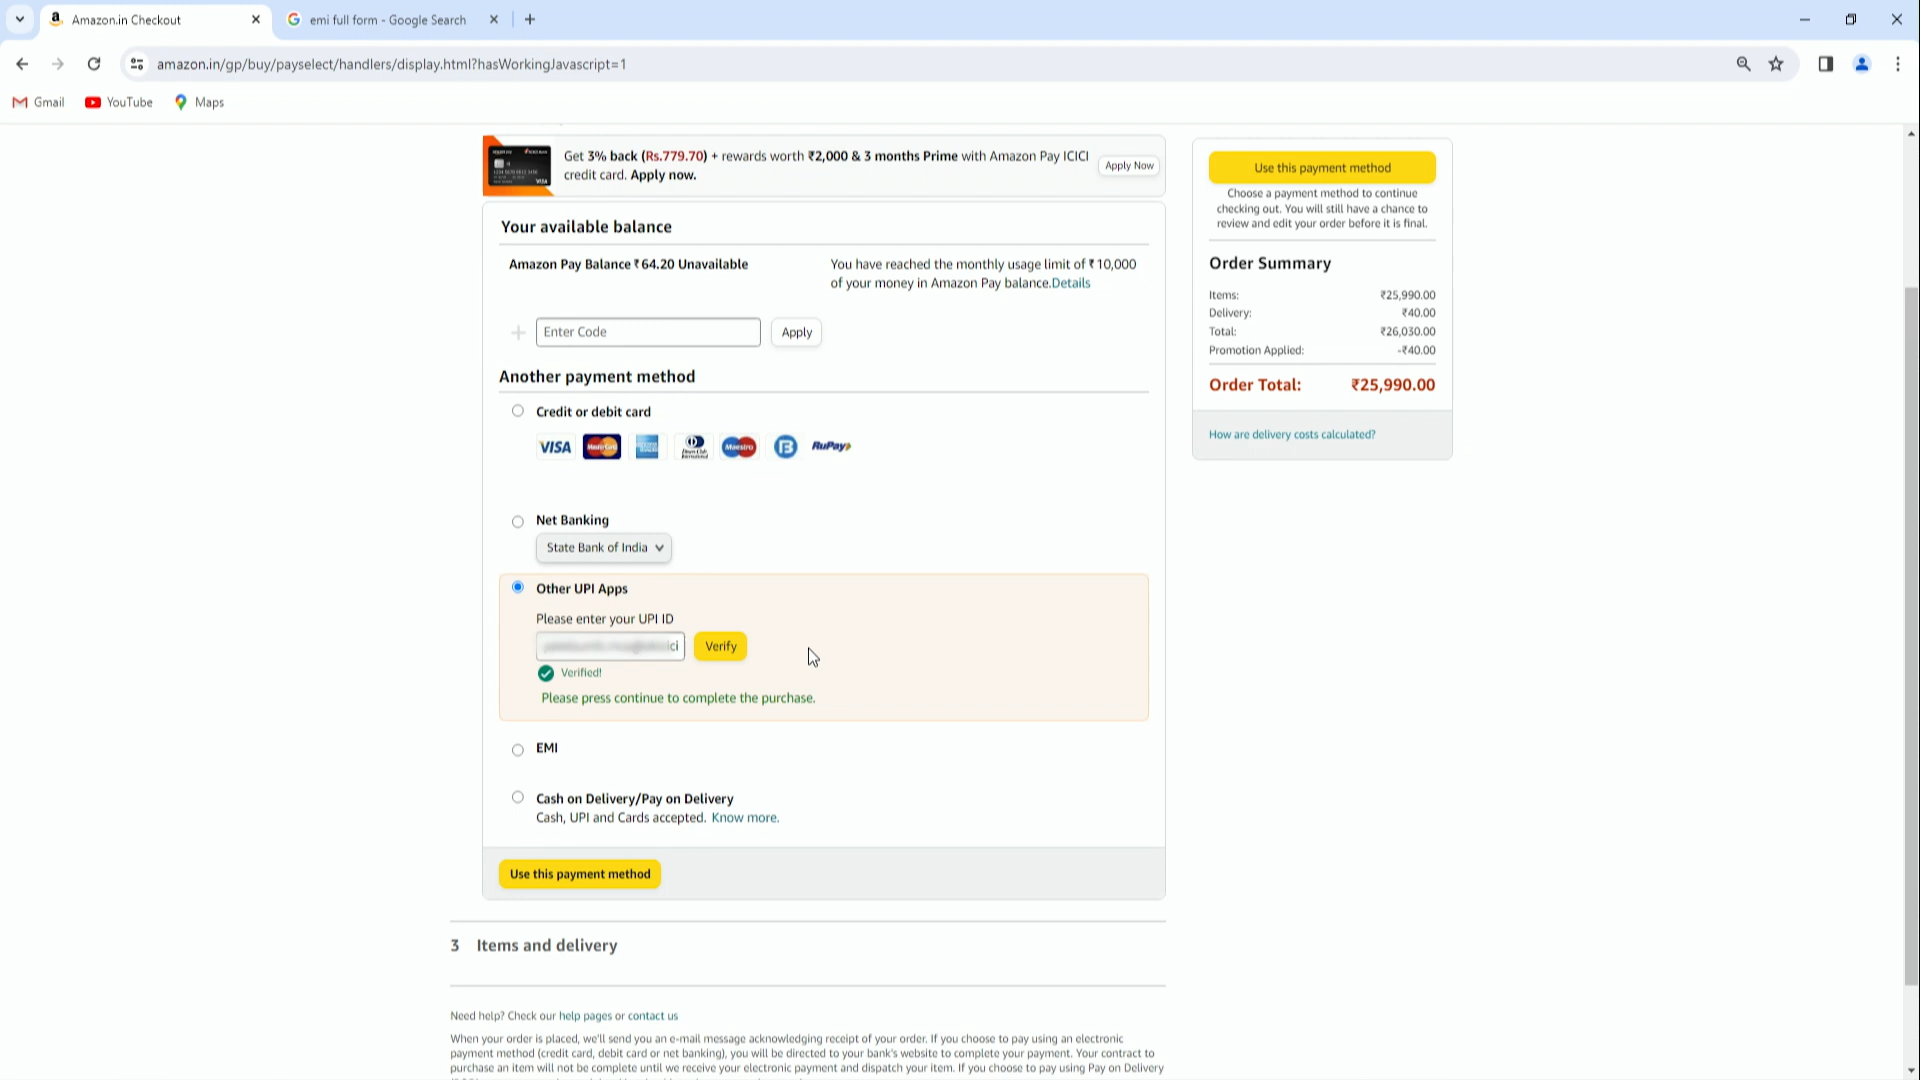 Amazon.in Checkout
emi full form - Google Search
amazon.in/gp/buy/payselect/handlers/display.html?hasWorkingJavascript=1
Gmail
YouTube
Maps
Get 3% back (Rs.779.70) + rewards worth ₹2,000 & 3 months Prime with Amazon Pay ICICI
credit card. Apply now.
Apply Now
Your available balance
Amazon Pay Balance ₹64.20 Unavailable
You have reached the monthly usage limit of ₹10,000
of your money in Amazon Pay balance.Details
Enter Code
Apply
Another payment method
Credit or debit card
VISA
MasterCard
Maestro
RuPay
Net Banking
State Bank of India
Other UPI Apps
Please enter your UPI ID
ci
Verify
Verified!
Please press continue to complete the purchase.
EMI
Cash on Delivery/Pay on Delivery
Cash, UPI and Cards accepted. Know more.
Use this payment method
3 Items and delivery
Need help? Check our help pages or contact us
When your order is placed, we'll send you an e-mail message acknowledging receipt of your order. If you choose to pay using an electronic
payment method (credit card, debit card or net banking), you will be directed to your bank's website to complete your payment. Your contract to
purchase an item will not be complete until we receive your electronic payment and dispatch your item. If you choose to pay using Pay on Delivery
Use this payment method
Choose a payment method to continue
checking out. You will still have a chance to
review and edit your order before it is final.
Order Summary
Items: ₹25,990.00
Delivery: ₹40.00
Total: ₹26,030.00
Promotion Applied: -₹40.00
Order Total: ₹25,990.00
How are delivery costs calculated?